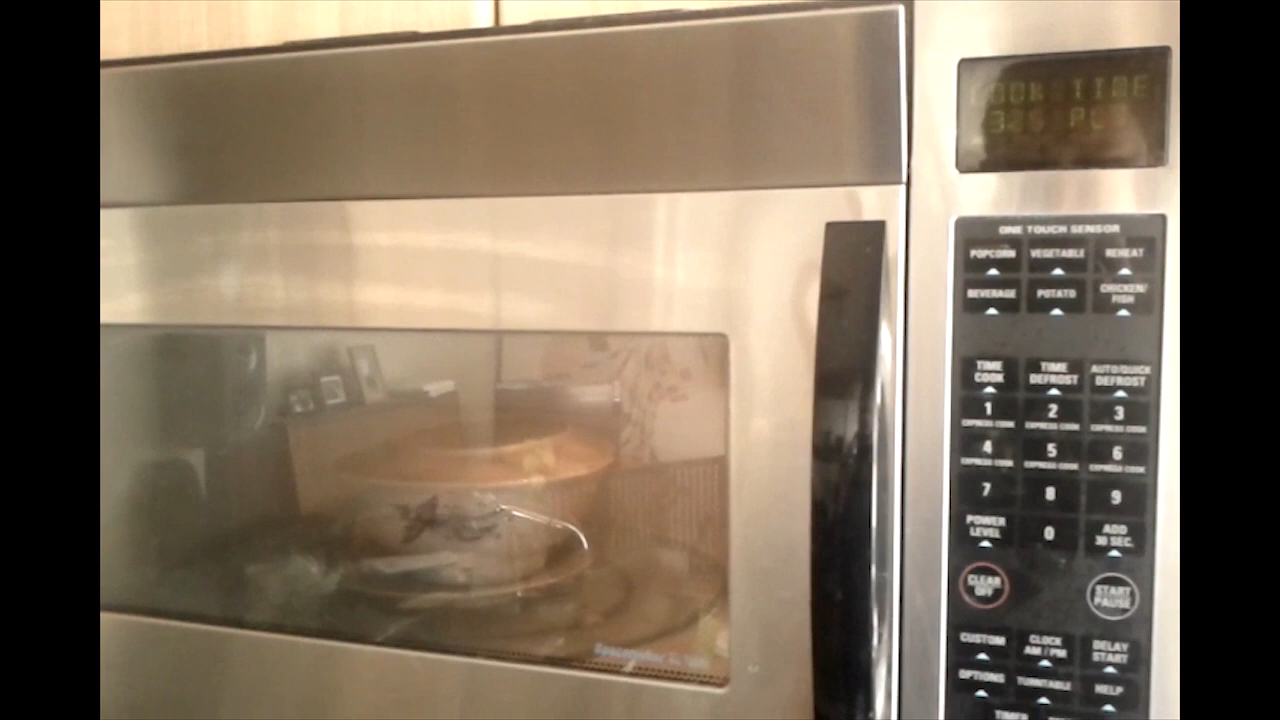 COOK TIME
ONE TOUCH SENSOR
POPCORN VEGETABLE REHEAT
BEVERAGE POTATO CHICKEN/
FISH
TIME
COOK TIME
DEFROST AUTO/QUICK
DEFROST
1 2 3
EXPRESS COOK EXPRESS COOK EXPRESS COOK
4 5 6
EXPRESS COOK EXPRESS COOK EXPRESS COOK
7 8 9
POWER
LEVEL 0 ADD
30 SEC.
CLEAR
OFF START
PAUSE
CUSTOM CLOCK
AM / PM DELAY
START
OPTIONS TURNTABLE HELP
TIMER